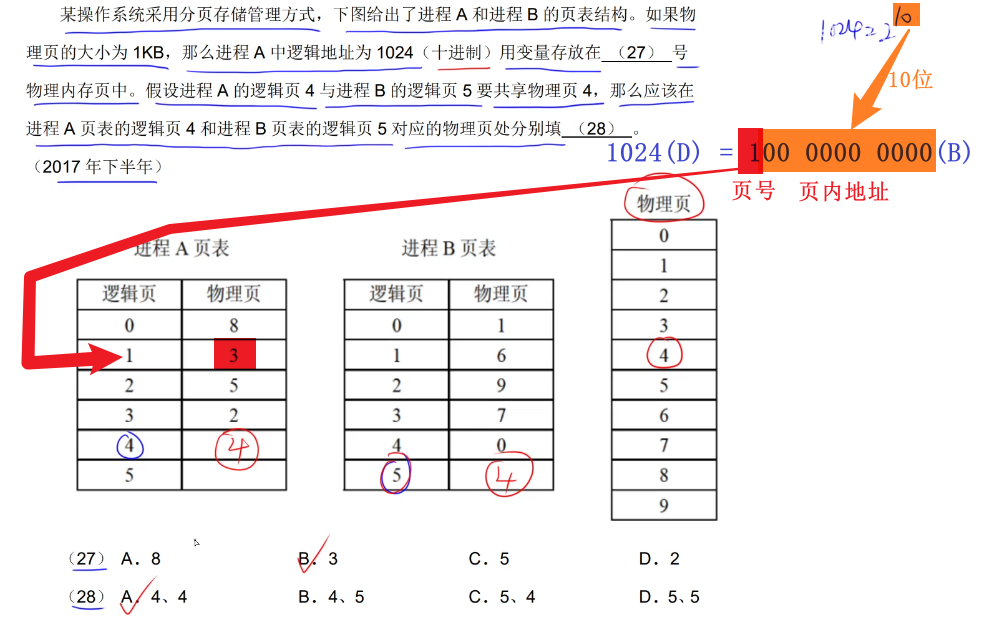 某操作系统采用分页存储管理方式，下图给出了进程 A 和进程 B 的页表结构。如果物
理页的大小为 1KB，那么进程 A 中逻辑地址为 1024（十进制）用变量存放在 （27） 号
物理内存页中。假设进程 A 的逻辑页 4 与进程 B 的逻辑页 5 要共享物理页 4，那么应该在
进程 A 页表的逻辑页 4 和进程 B 页表的逻辑页 5 对应的物理页处分别填 （28） 。
（2017 年下半年）
1024=2 10
10位
1024(D) = 100 0000 0000(B)
页号 页内地址
进程 A 页表
逻辑页 物理页
0 8
1 3
2 5
3 2
4 4
5
进程 B 页表
逻辑页 物理页
0 1
1 6
2 9
3 7
4 0
5 4
物理页
0
1
2
3
4
5
6
7
8
9
（27） A．8 B．3 C．5 D．2
（28） A．4、4 B．4、5 C．5、4 D．5、5